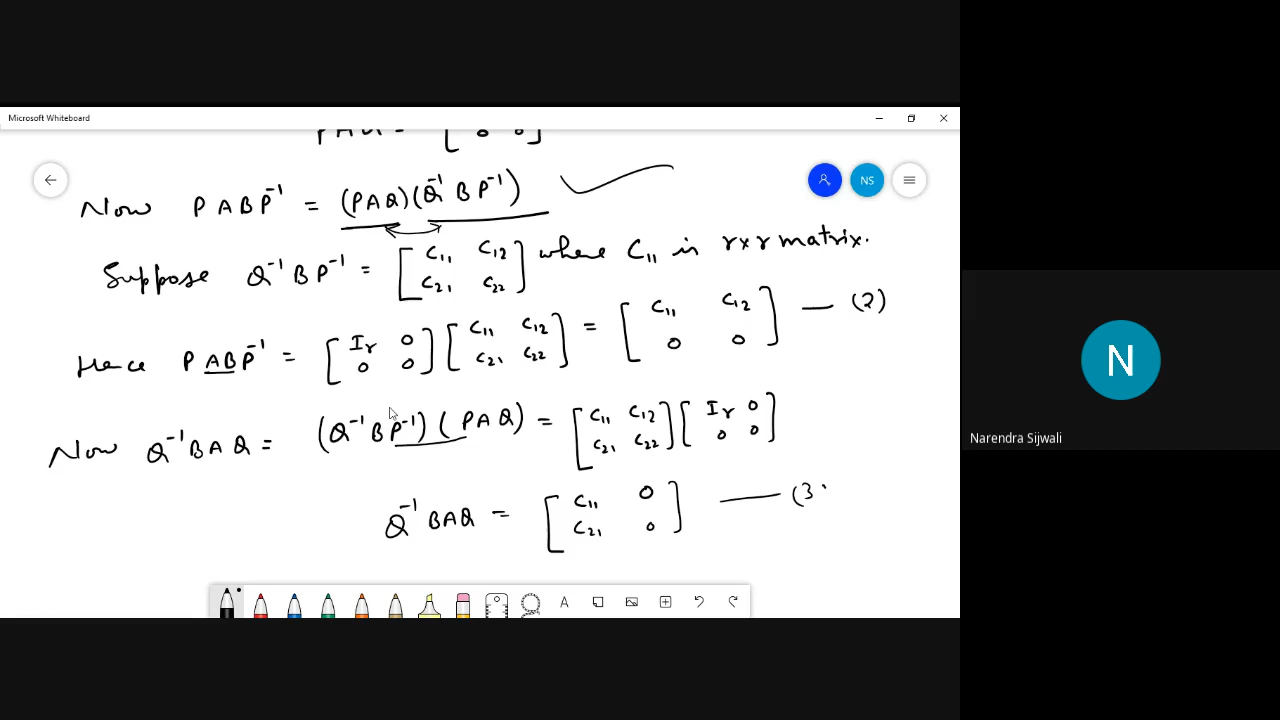 Microsoft Whiteboard
PAQ = [ 0 0 ]
Now PABP⁻¹ = (PAQ)(Q⁻¹BP⁻¹)
NS
Suppose Q⁻¹BP⁻¹ = [ C₁₁ C₁₂ ; C₂₁ C₂₂ ] where C₁₁ is r×r matrix.
Hence PABP⁻¹ = [ Iᵣ 0 ; 0 0 ] [ C₁₁ C₁₂ ; C₂₁ C₂₂ ] = [ C₁₁ C₁₂ ; 0 0 ] — (2)
Now Q⁻¹BAQ = (Q⁻¹BP⁻¹)(PAQ) = [ C₁₁ C₁₂ ; C₂₁ C₂₂ ] [ Iᵣ 0 ; 0 0 ]
Q⁻¹BAQ = [ C₁₁ 0 ; C₂₁ 0 ] — (3
A
N
Narendra Sijwali